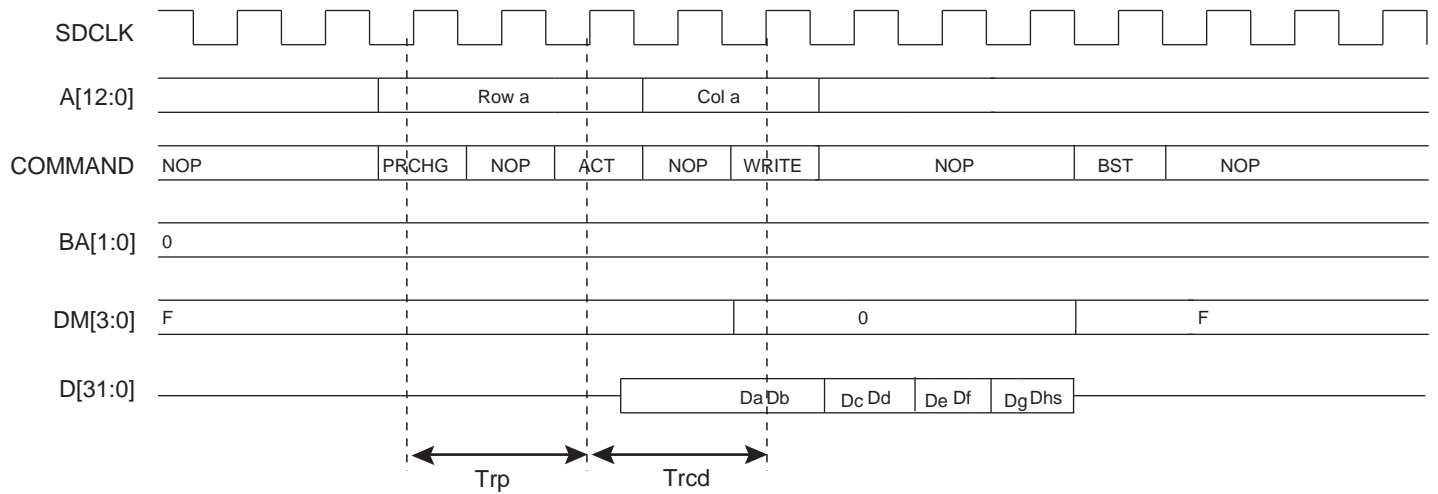 SDCLK
A[12:0] Row a Col a
COMMAND NOP PRCHG NOP ACT NOP WRITE NOP BST NOP
BA[1:0] 0
DM[3:0] F 0 F
D[31:0] Da Db Dc Dd De Df Dg Dhs
Trp Trcd